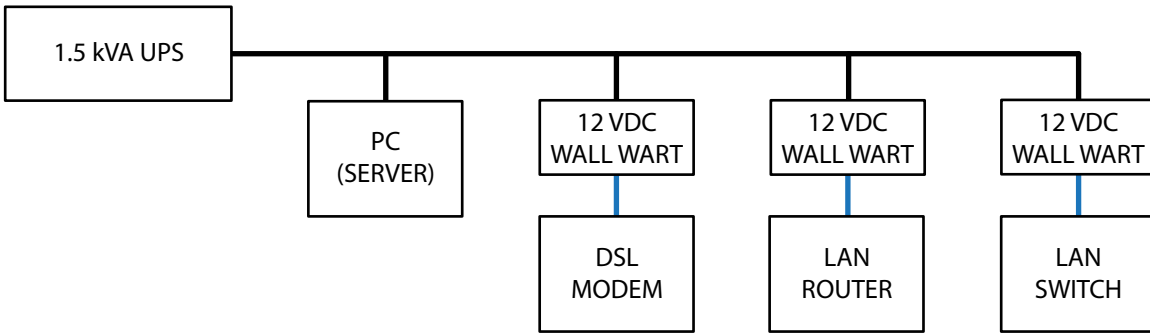 1.5 kVA UPS
PC
(SERVER)
12 VDC
WALL WART
12 VDC
WALL WART
12 VDC
WALL WART
DSL
MODEM
LAN
ROUTER
LAN
SWITCH